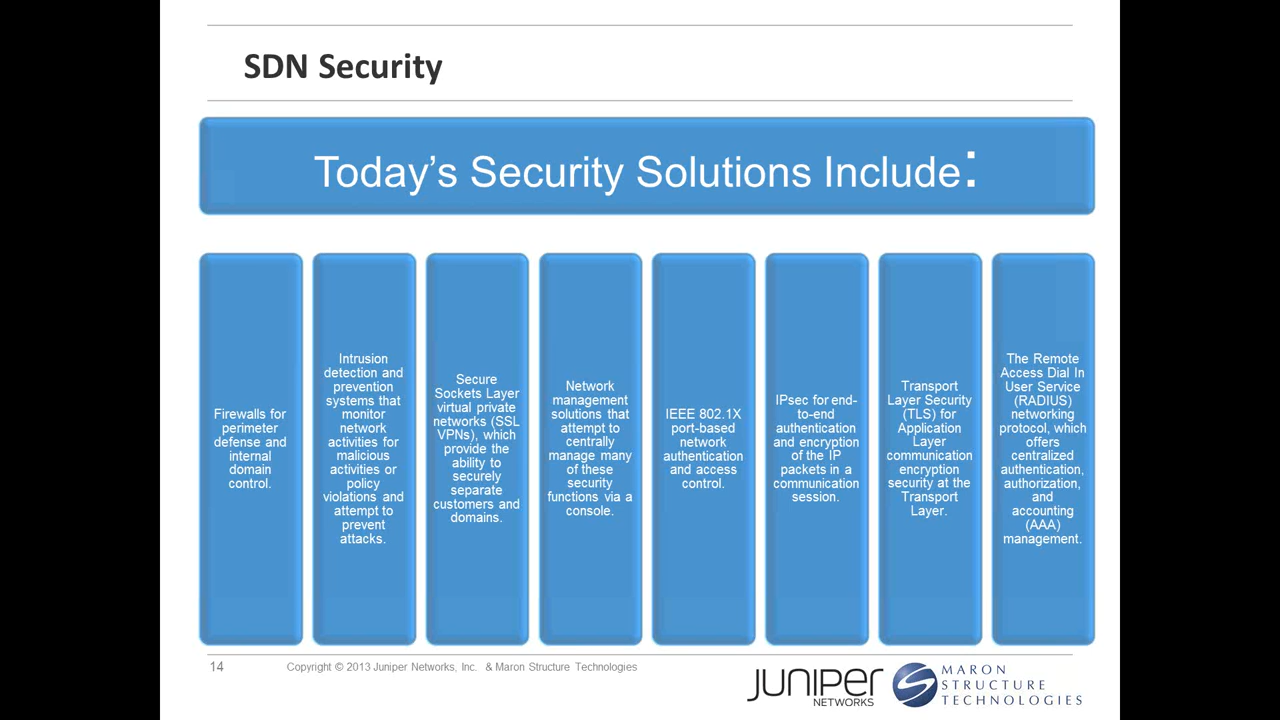 SDN Security
Today’s Security Solutions Include:
Firewalls for
perimeter
defense and
internal
domain
control.
Intrusion
detection and
prevention
systems that
monitor
network
activities for
malicious
activities or
policy
violations and
attempt to
prevent
attacks.
Secure
Sockets Layer
virtual private
networks (SSL
VPNs), which
provide the
ability to
securely
separate
customers and
domains.
Network
management
solutions that
attempt to
centrally
manage many
of these
security
functions via a
console.
IEEE 802.1X
port-based
network
authentication
and access
control.
IPsec for end-
to-end
authentication
and encryption
of the IP
packets in a
communication
session.
Transport
Layer Security
(TLS) for
Application
Layer
communication
encryption
security at the
Transport
Layer.
The Remote
Access Dial In
User Service
(RADIUS)
networking
protocol, which
offers
centralized
authentication,
authorization,
and
accounting
(AAA)
management.
14
Copyright © 2013 Juniper Networks, Inc. & Maron Structure Technologies
JUNIPER
NETWORKS
MARON
STRUCTURE
TECHNOLOGIES